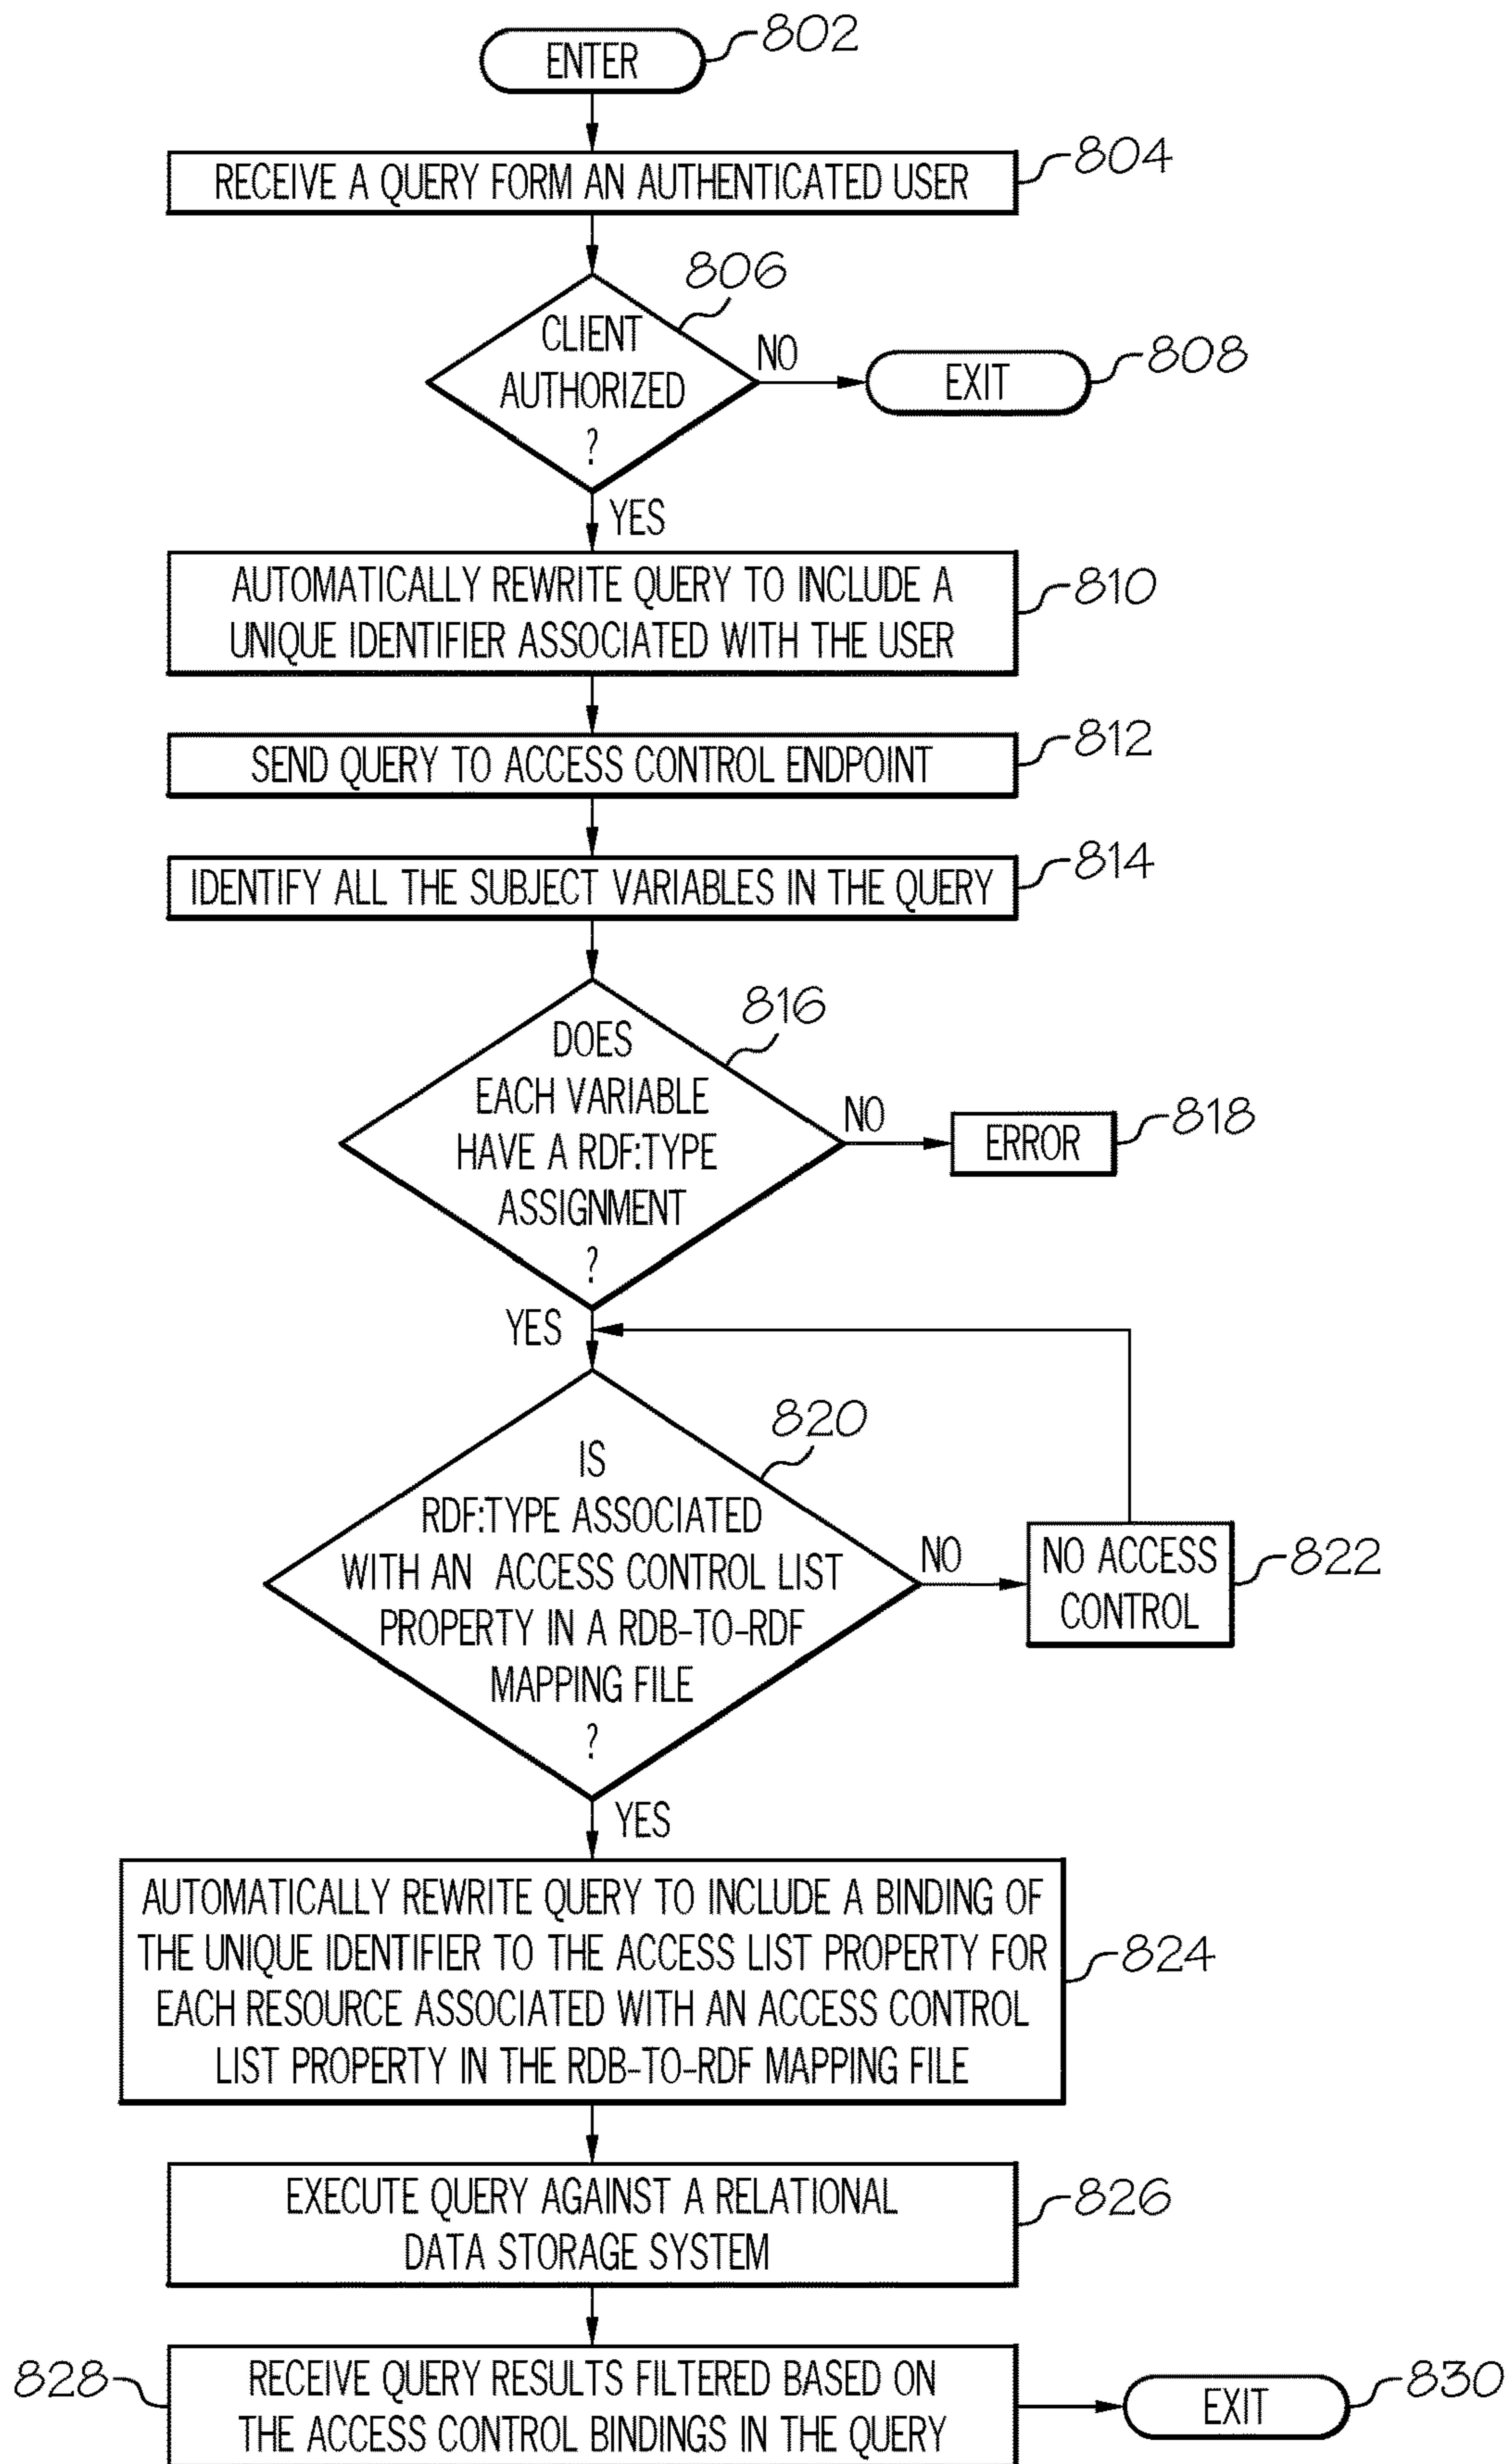 ENTER
802
RECEIVE A QUERY FORM AN AUTHENTICATED USER
804
806
CLIENT
AUTHORIZED
?
NO
EXIT
808
YES
AUTOMATICALLY REWRITE QUERY TO INCLUDE A
UNIQUE IDENTIFIER ASSOCIATED WITH THE USER
810
SEND QUERY TO ACCESS CONTROL ENDPOINT
812
IDENTIFY ALL THE SUBJECT VARIABLES IN THE QUERY
814
816
DOES
EACH VARIABLE
HAVE A RDF:TYPE
ASSIGNMENT
?
NO
ERROR
818
YES
820
IS
RDF:TYPE ASSOCIATED
WITH AN ACCESS CONTROL LIST
PROPERTY IN A RDB-TO-RDF
MAPPING FILE
?
NO
NO ACCESS
CONTROL
822
YES
AUTOMATICALLY REWRITE QUERY TO INCLUDE A BINDING OF
THE UNIQUE IDENTIFIER TO THE ACCESS LIST PROPERTY FOR
EACH RESOURCE ASSOCIATED WITH AN ACCESS CONTROL
LIST PROPERTY IN THE RDB-TO-RDF MAPPING FILE
824
EXECUTE QUERY AGAINST A RELATIONAL
DATA STORAGE SYSTEM
826
828
RECEIVE QUERY RESULTS FILTERED BASED ON
THE ACCESS CONTROL BINDINGS IN THE QUERY
EXIT
830